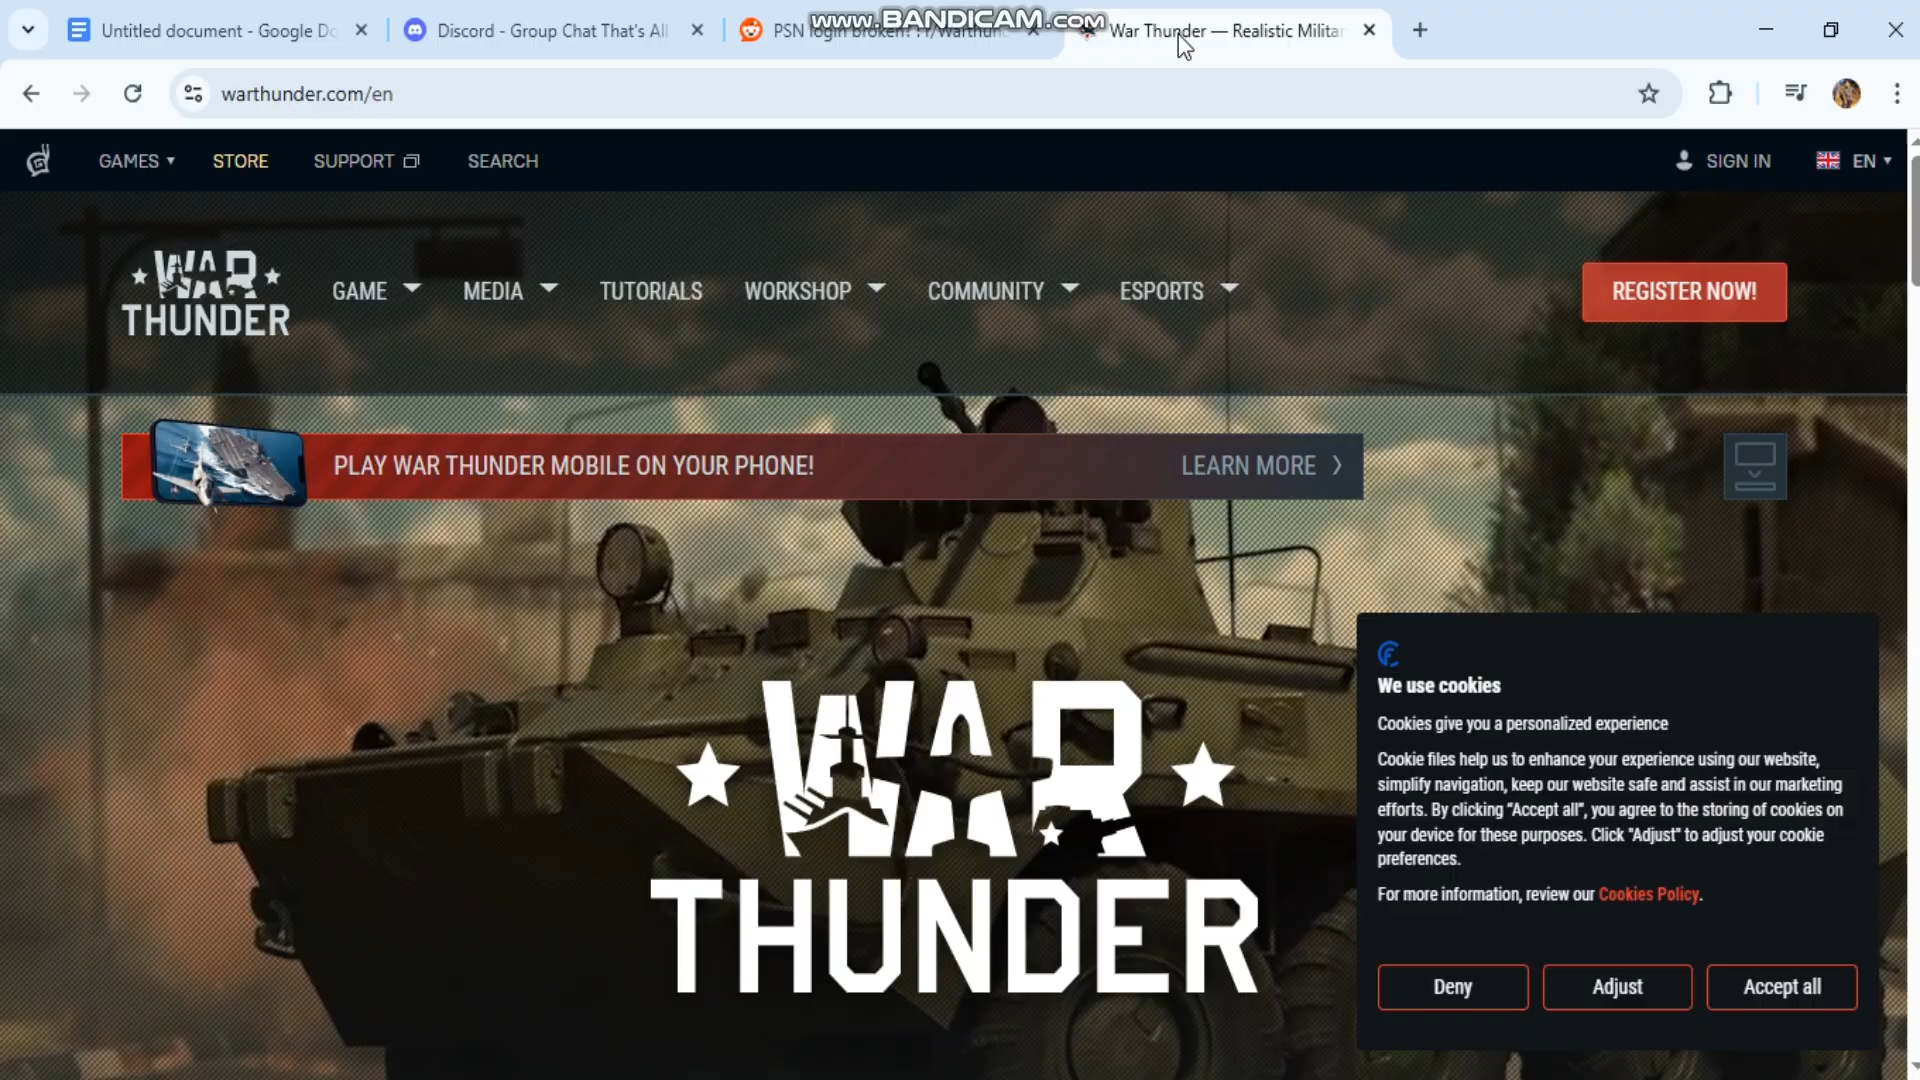 www.BANDICAM.com
Untitled document - Google Do
Discord - Group Chat That's All
PSN login broken? : r/Warthund
War Thunder — Realistic Militar
warthunder.com/en
GAMES
STORE
SUPPORT
SEARCH
SIGN IN
EN
WAR
THUNDER
GAME
MEDIA
TUTORIALS
WORKSHOP
COMMUNITY
ESPORTS
REGISTER NOW!
PLAY WAR THUNDER MOBILE ON YOUR PHONE!
LEARN MORE
WAR
THUNDER
We use cookies
Cookies give you a personalized experience
Cookie files help us to enhance your experience using our website,
simplify navigation, keep our website safe and assist in our marketing
efforts. By clicking "Accept all", you agree to the storing of cookies on
your device for these purposes. Click "Adjust" to adjust your cookie
preferences.
For more information, review our Cookies Policy.
Deny
Adjust
Accept all